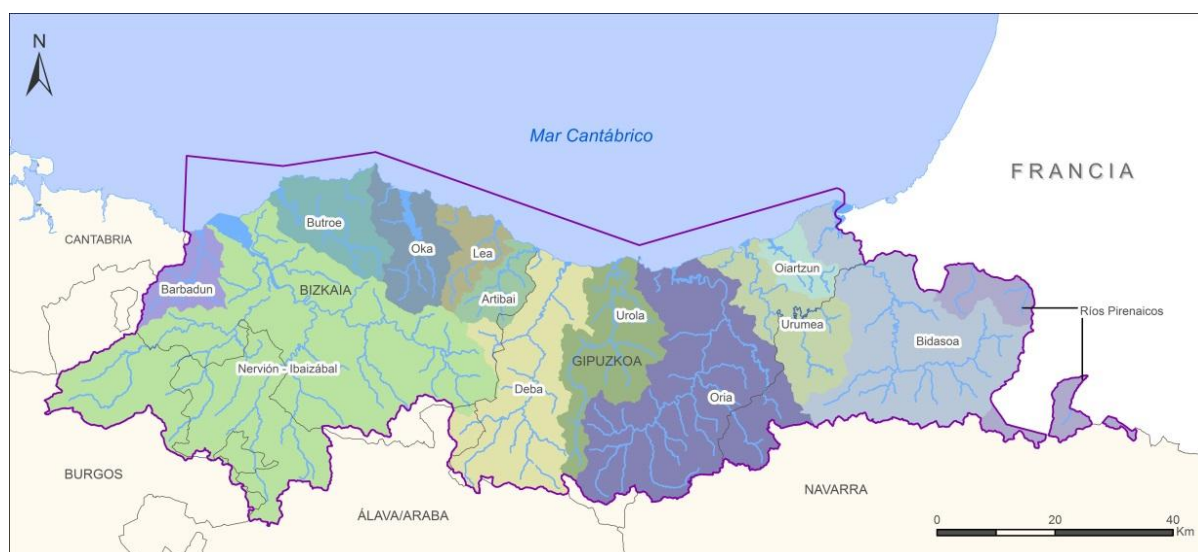 N
Mar Cantábrico
FRANCIA
CANTABRIA
Butroe
Oka
Lea
Oiartzun
Barbadun
BIZKAIA
Artibai
Urola
Urumea
Ríos Pirenaicos
Bidasoa
Nervión - Ibaizábal
GIPUZKOA
Deba
Oria
BURGOS
NAVARRA
ÁLAVA/ARABA
Km
0 20 40